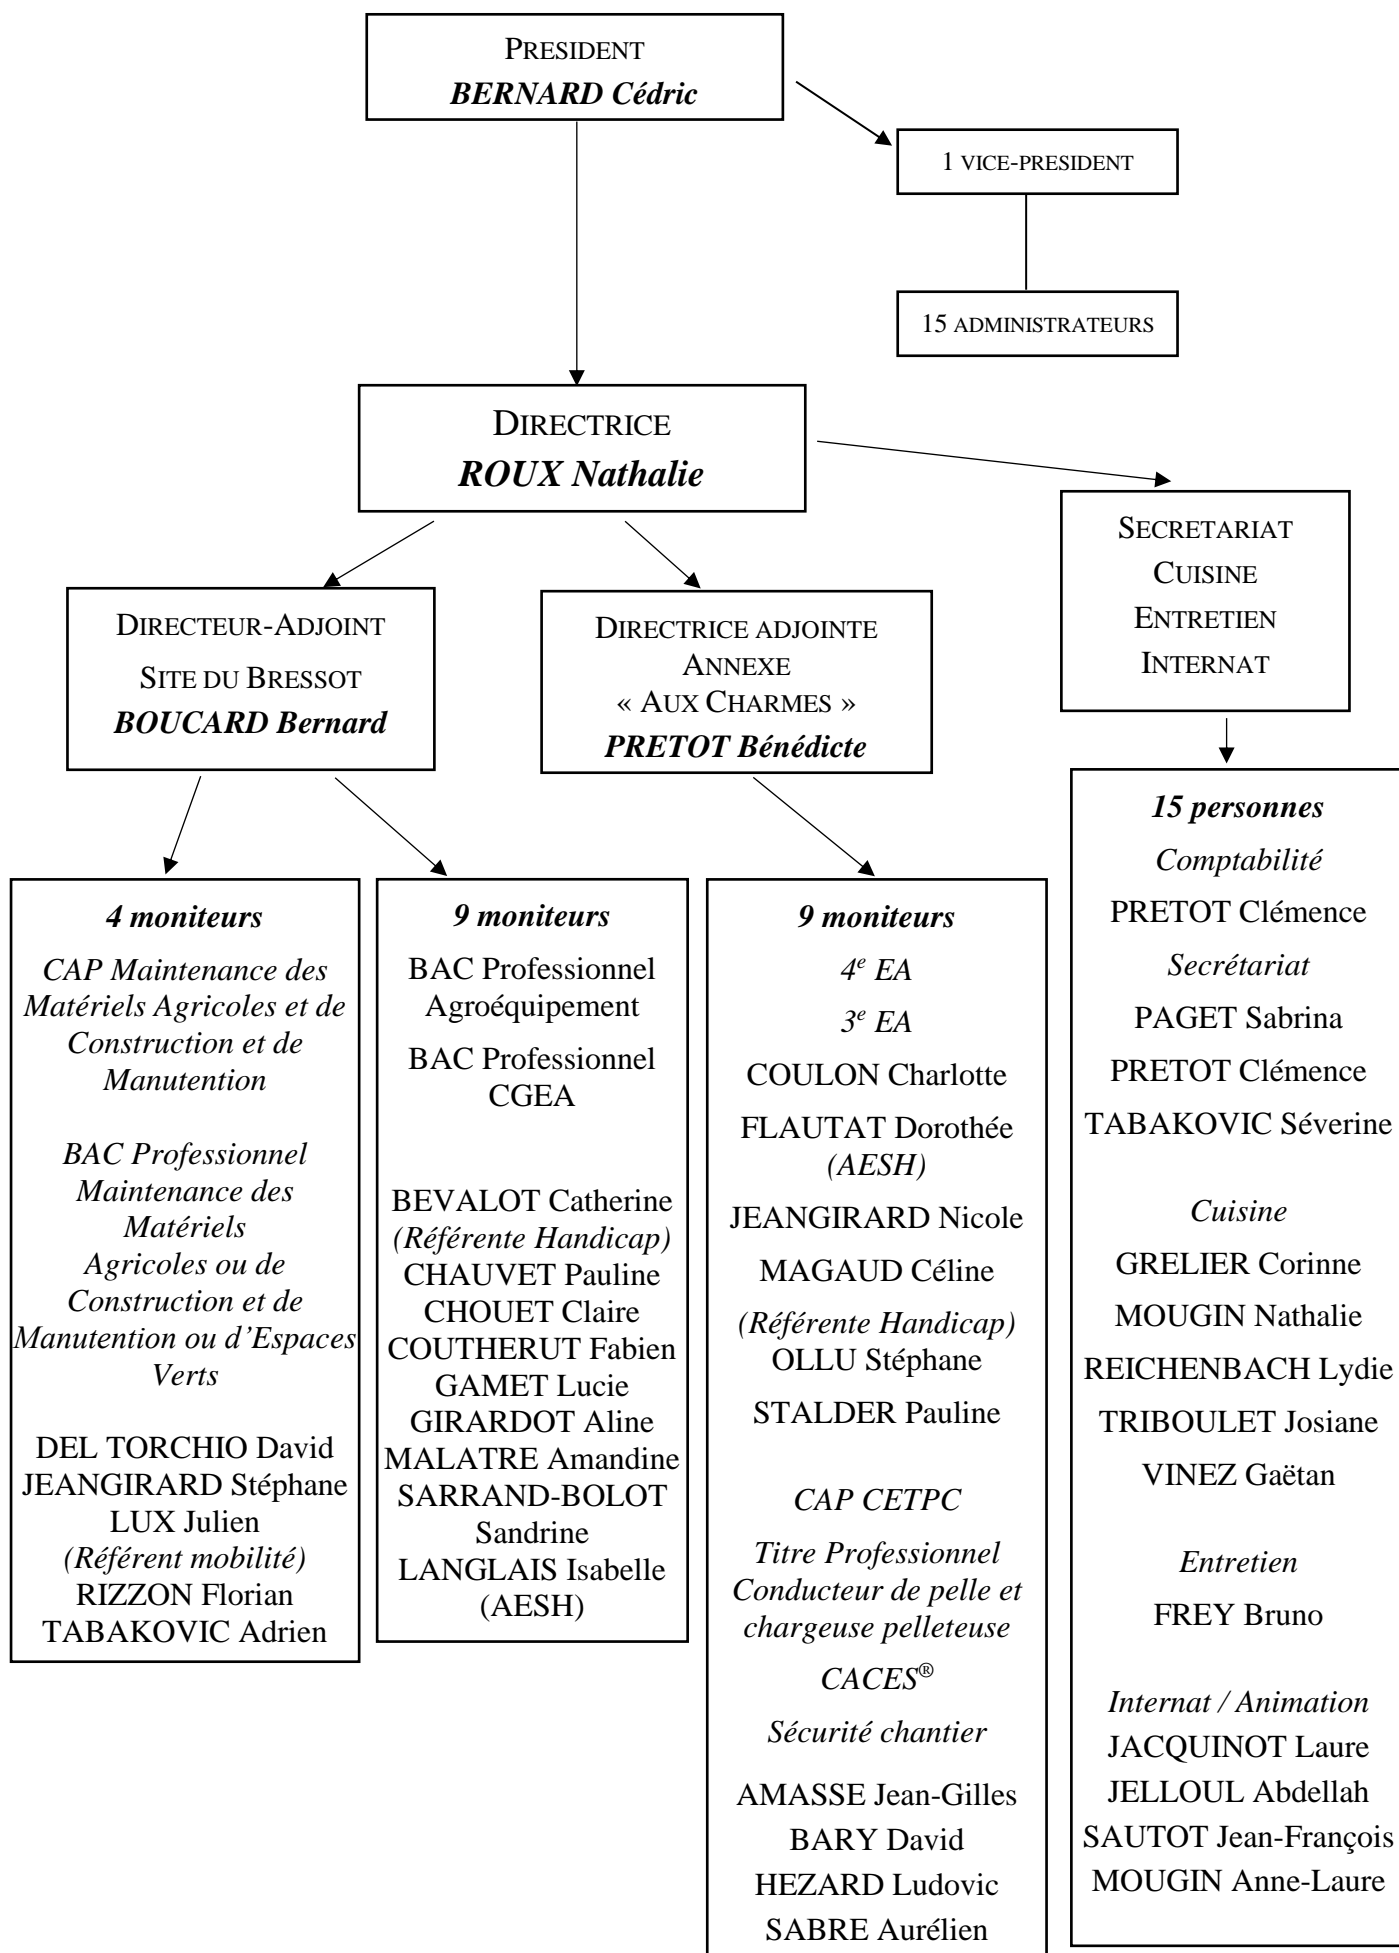 PRESIDENT
BERNARD Cédric
1 VICE-PRESIDENT
15 ADMINISTRATEURS
DIRECTRICE
ROUX Nathalie
SECRETARIAT
CUISINE
ENTRETIEN
INTERNAT
DIRECTEUR-ADJOINT
SITE DU BRESSOT
BOUCARD Bernard
DIRECTRICE ADJOINTE
ANNEXE
« AUX CHARMES »
PRETOT Bénédicte
4 moniteurs
CAP Maintenance des
Matériels Agricoles et de
Construction et de
Manutention
BAC Professionnel
Maintenance des
Matériels
Agricoles ou de
Construction et de
Manutention ou d’Espaces
Verts
DEL TORCHIO David
JEANGIRARD Stéphane
LUX Julien
(Référent mobilité)
RIZZON Florian
TABAKOVIC Adrien
9 moniteurs
BAC Professionnel
Agroéquipement
BAC Professionnel
CGEA
BEVALOT Catherine
(Référente Handicap)
CHAUVET Pauline
CHOUET Claire
COUTHERUT Fabien
GAMET Lucie
GIRARDOT Aline
MALATRE Amandine
SARRAND-BOLOT
Sandrine
LANGLAIS Isabelle
(AESH)
9 moniteurs
4e EA
3e EA
COULON Charlotte
FLAUTAT Dorothée
(AESH)
JEANGIRARD Nicole
MAGAUD Céline
(Référente Handicap)
OLLU Stéphane
STALDER Pauline
CAP CETPC
Titre Professionnel
Conducteur de pelle et
chargeuse pelleteuse
CACES®
Sécurité chantier
AMASSE Jean-Gilles
BARY David
HEZARD Ludovic
SABRE Aurélien
15 personnes
Comptabilité
PRETOT Clémence
Secrétariat
PAGET Sabrina
PRETOT Clémence
TABAKOVIC Séverine
Cuisine
GRELIER Corinne
MOUGIN Nathalie
REICHENBACH Lydie
TRIBOULET Josiane
VINEZ Gaëtan
Entretien
FREY Bruno
Internat / Animation
JACQUINOT Laure
JELLOUL Abdellah
SAUTOT Jean-François
MOUGIN Anne-Laure